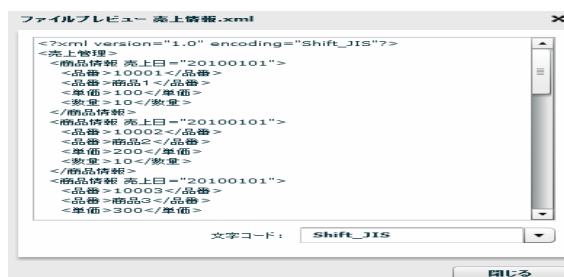 ファイルプレビュー 売上情報.xml
<?xml version="1.0" encoding="Shift_JIS"?>
<売上管理>
<商品情報 売上日="20100101">
<品番>10001</品番>
<品番>商品1</品番>
<単価>100</単価>
<数量>10</数量>
</商品情報>
<商品情報 売上日="20100101">
<品番>10002</品番>
<品番>商品2</品番>
<単価>200</単価>
<数量>10</数量>
</商品情報>
<商品情報 売上日="20100101">
<品番>10003</品番>
<品番>商品3</品番>
<単価>300</単価>
文字コード: Shift_JIS
閉じる